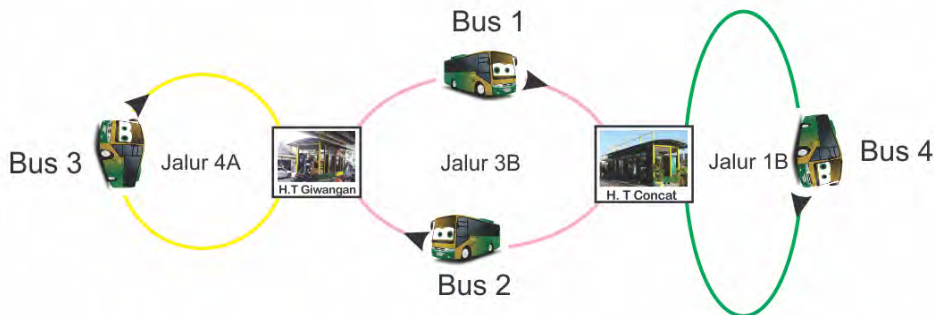 Bus 1
Bus 3
Jalur 4A
H.T Giwangan
Jalur 3B
H. T Concat
Jalur 1B
Bus 4
Bus 2